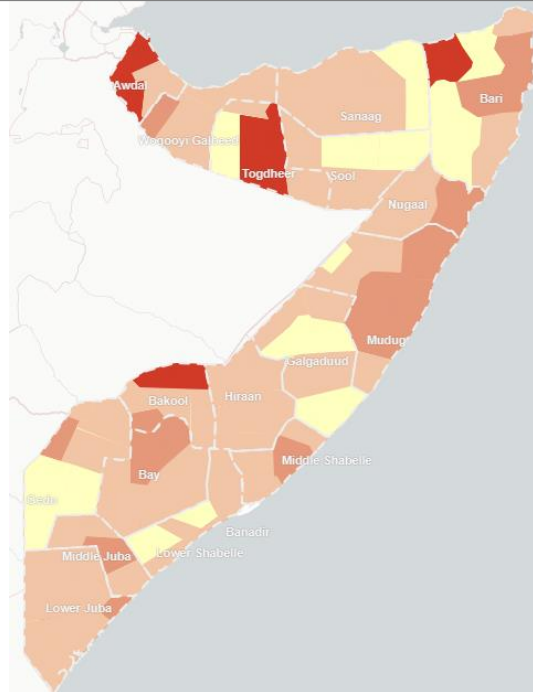 Awdal
Bari
Sanaag
Woqooyi Galbeed
Togdheer
Sool
Nugaal
Mudug
Galgaduud
Bakool
Hiraan
Middle Shabelle
Bay
Gedo
Banadir
Lower Shabelle
Middle Juba
Lower Juba